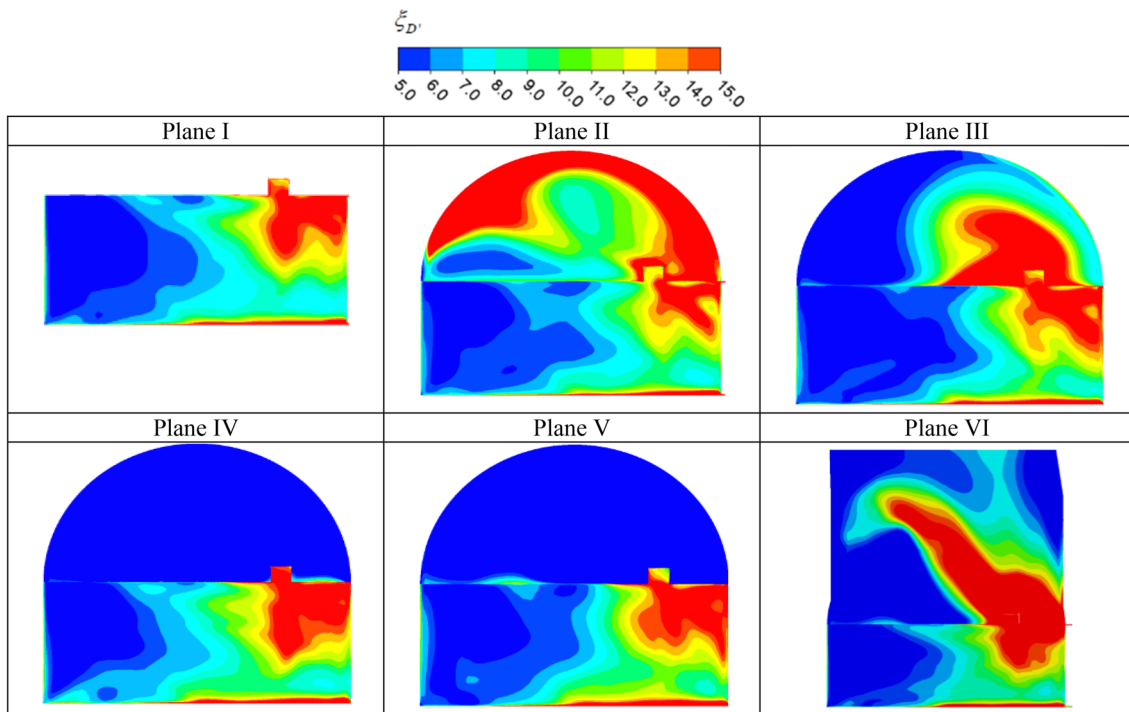 ξD'
5.0 6.0 7.0 8.0 9.0 10.0 11.0 12.0 13.0 14.0 15.0
Plane I Plane II Plane III
Plane IV Plane V Plane VI